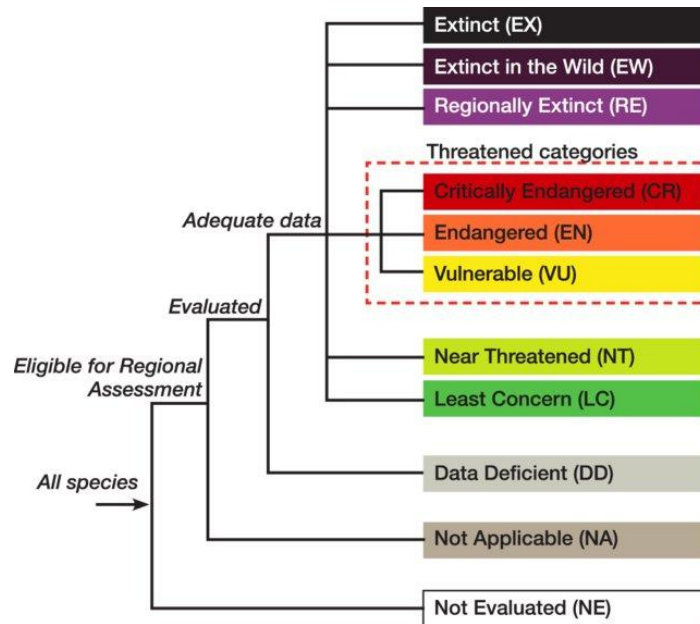 Extinct (EX)
Extinct in the Wild (EW)
Regionally Extinct (RE)
Threatened categories
Critically Endangered (CR)
Adequate data
Endangered (EN)
Vulnerable (VU)
Evaluated
Eligible for Regional
Assessment
Near Threatened (NT)
Least Concern (LC)
All species
Data Deficient (DD)
Not Applicable (NA)
Not Evaluated (NE)